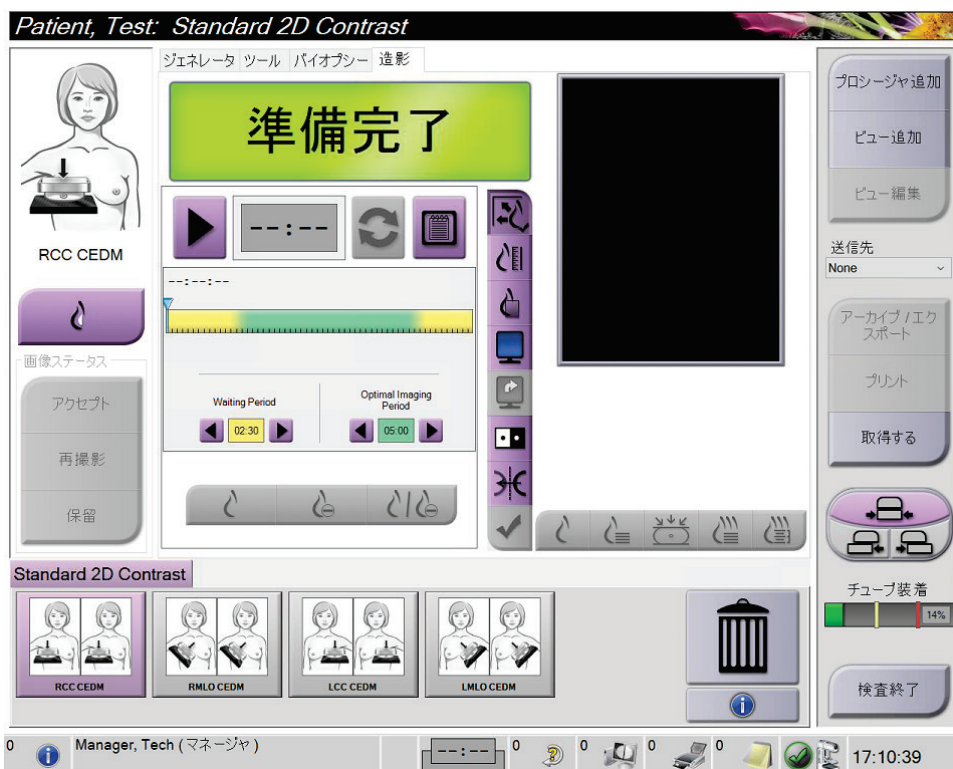 Patient, Test: Standard 2D Contrast
ジェネレータ ツール バイオプシー 造影
準備完了
RCC CEDM
--:--
--:--:--
Waiting Period
Optimal Imaging
Period
02:30
05:00
画像ステータス
アクセプト
再撮影
保留
プロシージャ追加
ビュー追加
ビュー編集
送信先
None
アーカイブ / エク
スポート
プリント
取得する
チューブ装着
14%
検査終了
Standard 2D Contrast
RCC CEDM
RMLO CEDM
LCC CEDM
LMLO CEDM
0
Manager, Tech (マネージャ)
--:--
0
0
0
0
17:10:39